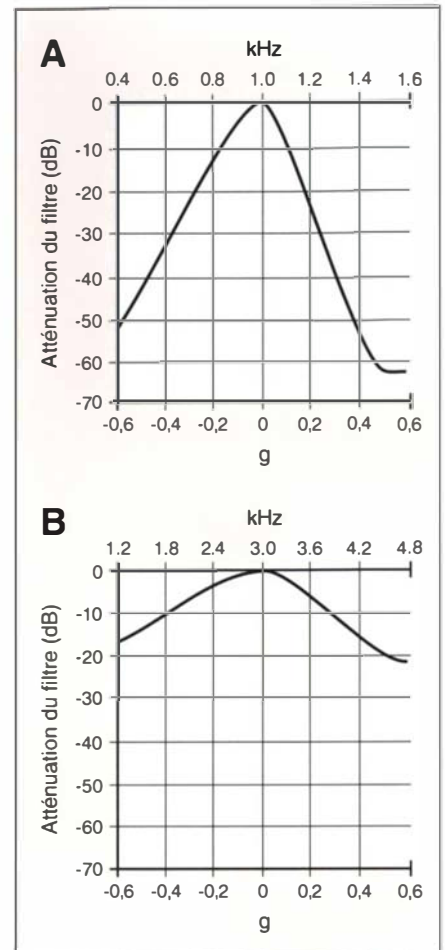 A
kHz
0.4 0.6 0.8 1.0 1.2 1.4 1.6
Atténuation du filtre (dB)
0
-10
-20
-30
-40
-50
-60
-70
-0,6 -0,4 -0,2 0 0,2 0,4 0,6
g
B
kHz
1.2 1.8 2.4 3.0 3.6 4.2 4.8
Atténuation du filtre (dB)
0
-10
-20
-30
-40
-50
-60
-70
-0,6 -0,4 -0,2 0 0,2 0,4 0,6
g